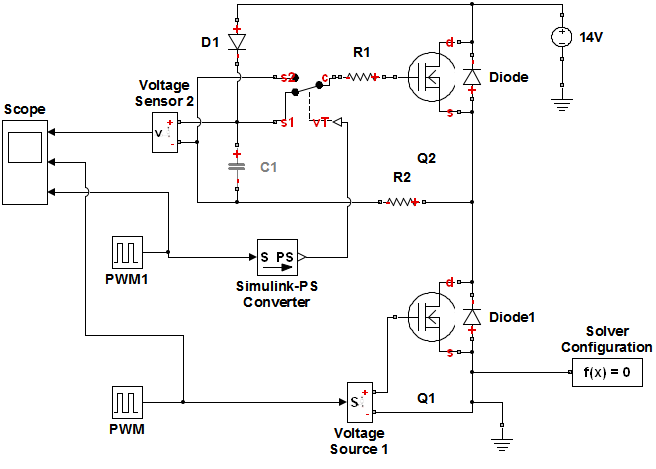 D1
14V
R1
d
s2
c
Diode
Voltage
Sensor 2
Scope
s1
vT
s
V
C1
Q2
R2
S PS
PWM1
Simulink-PS
Converter
d
Diode1
s
Solver
Configuration
f(x) = 0
S
PWM
Q1
Voltage
Source 1